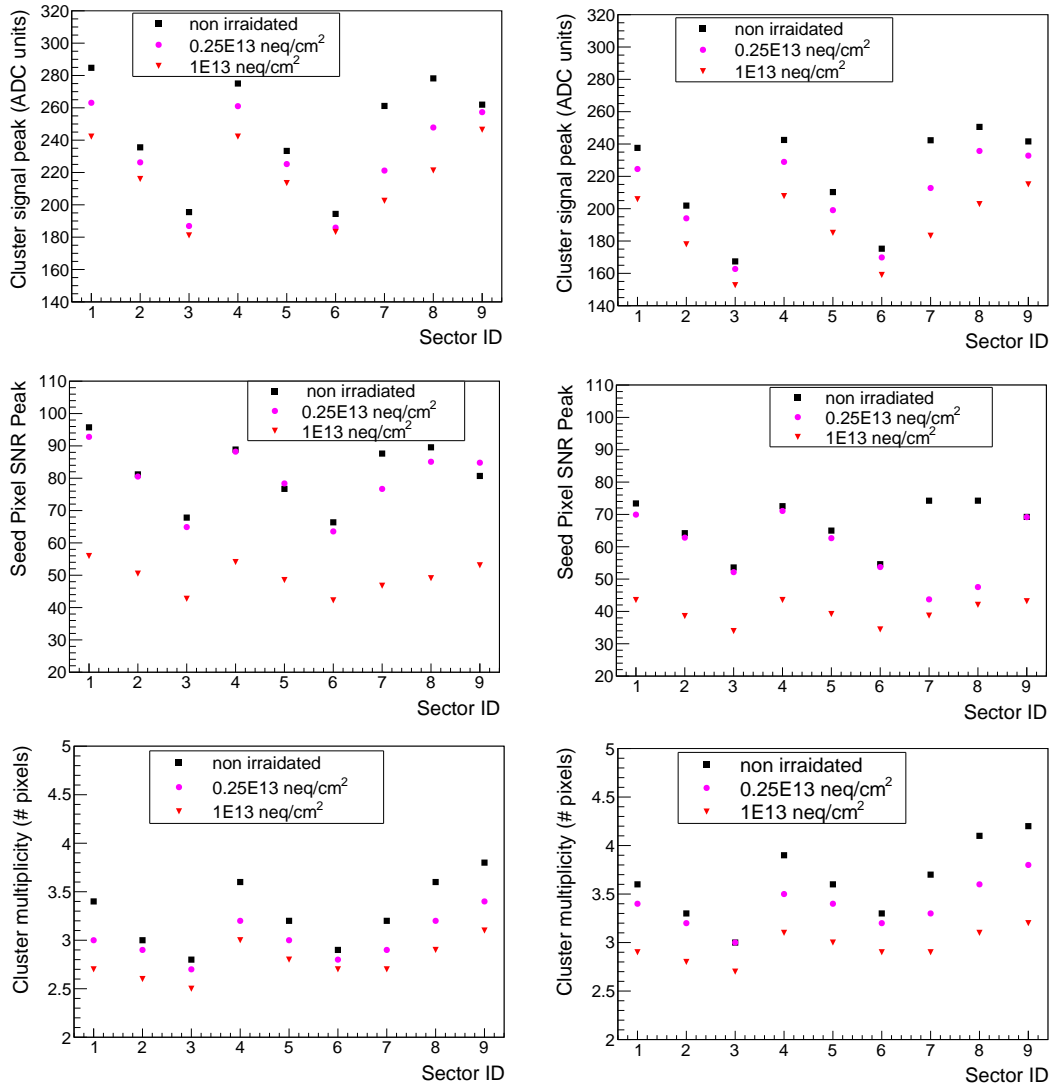 Cluster signal peak (ADC units)
320
300
280
260
240
220
200
180
160
140
non irraidated
0.25E13 neq/cm²
1E13 neq/cm²
1 2 3 4 5 6 7 8 9
Sector ID
Cluster signal peak (ADC units)
320
300
280
260
240
220
200
180
160
140
non irraidated
0.25E13 neq/cm²
1E13 neq/cm²
1 2 3 4 5 6 7 8 9
Sector ID
Seed Pixel SNR Peak
110
100
90
80
70
60
50
40
30
20
non irradiated
0.25E13 neq/cm²
1E13 neq/cm²
1 2 3 4 5 6 7 8 9
Sector ID
Seed Pixel SNR Peak
110
100
90
80
70
60
50
40
30
20
non irradiated
0.25E13 neq/cm²
1E13 neq/cm²
1 2 3 4 5 6 7 8 9
Sector ID
Cluster multiplicity (# pixels)
5
4.5
4
3.5
3
2.5
2
non irraidated
0.25E13 neq/cm²
1E13 neq/cm²
1 2 3 4 5 6 7 8 9
Sector ID
Cluster multiplicity (# pixels)
5
4.5
4
3.5
3
2.5
2
non irraidated
0.25E13 neq/cm²
1E13 neq/cm²
1 2 3 4 5 6 7 8 9
Sector ID